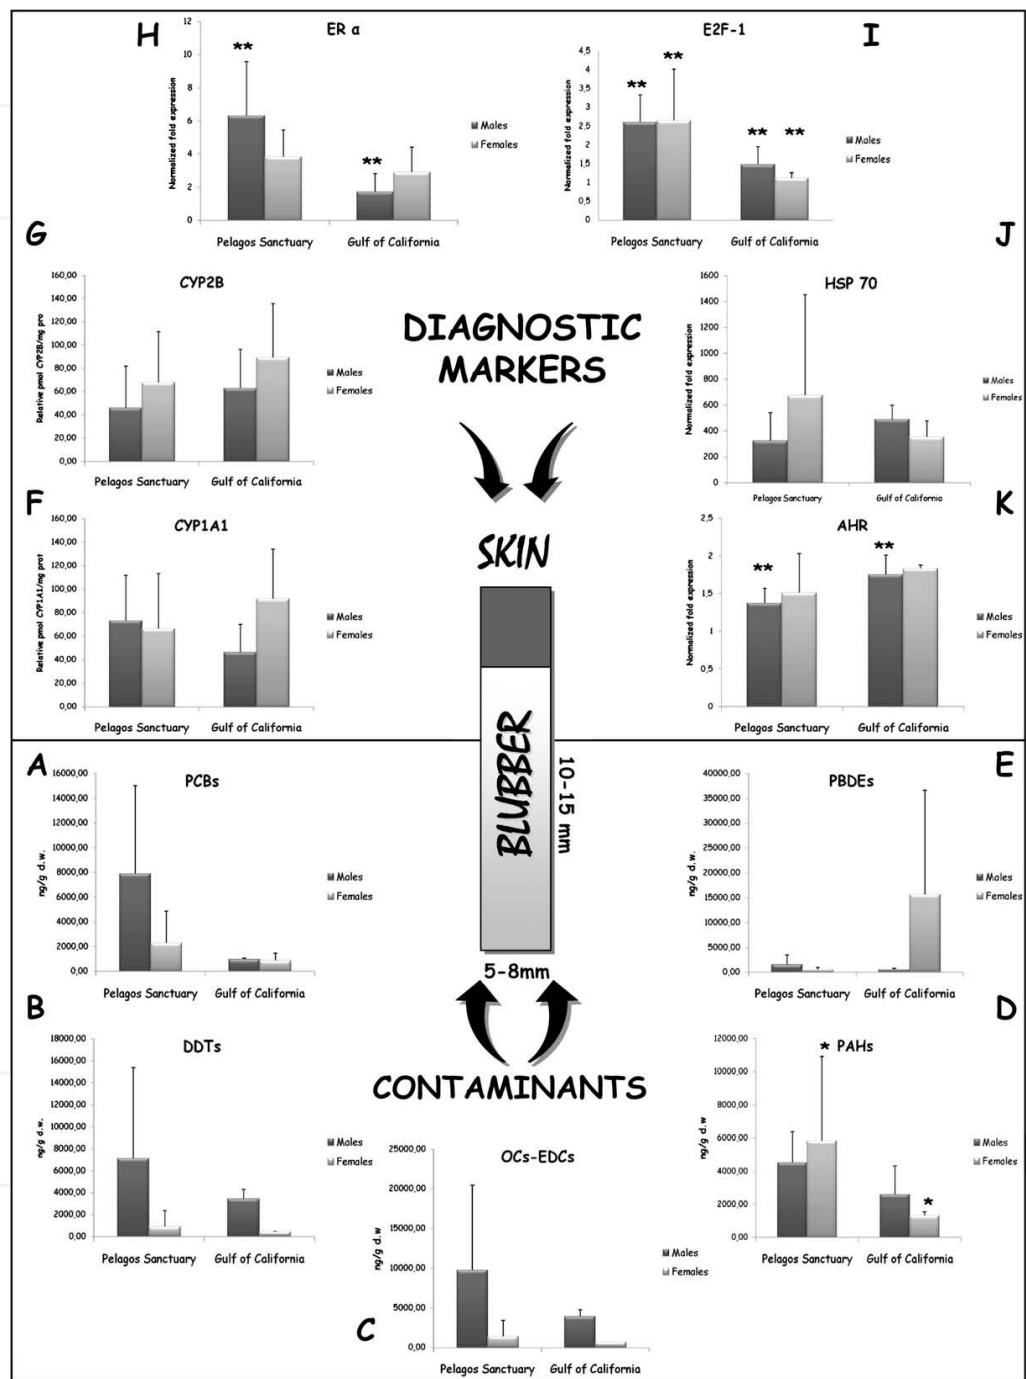 H
ER α
12
10
8
6
4
2
0
Normalized fold expression
**
**
Males
Females
Pelagos Sanctuary
Gulf of California
E2F-1
I
4,5
4
3,5
3
2,5
2
1,5
1
0,5
0
Normalized fold expression
**
**
**
**
Males
Females
Pelagos Sanctuary
Gulf of California
G
CYP2B
160,00
140,00
120,00
100,00
80,00
60,00
40,00
20,00
0,00
Relative pmol CYP2B/mg pro
Males
Females
Pelagos Sanctuary
Gulf of California
DIAGNOSTIC
MARKERS
J
HSP 70
1600
1400
1200
1000
800
600
400
200
0
Normalized fold expression
Males
Females
Pelagos Sanctuary
Gulf of California
F
CYP1A1
160,00
140,00
120,00
100,00
80,00
60,00
40,00
20,00
0,00
Relative pmol CYP1A1/mg prot
Males
Females
Pelagos Sanctuary
Gulf of California
SKIN
K
AHR
2,5
2
1,5
1
0,5
0
Normalized fold expression
**
**
Males
Females
Pelagos Sanctuary
Gulf of California
A
PCBs
16000,00
14000,00
12000,00
10000,00
8000,00
6000,00
4000,00
2000,00
0,00
ng/g d.w.
Males
Females
Pelagos Sanctuary
Gulf of California
BLUBBER
10-15 mm
5-8mm
E
PBDEs
40000,00
35000,00
30000,00
25000,00
20000,00
15000,00
10000,00
5000,00
0,00
ng/g d.w.
Males
Females
Pelagos Sanctuary
Gulf of California
B
DDTs
18000,00
16000,00
14000,00
12000,00
10000,00
8000,00
6000,00
4000,00
2000,00
0,00
ng/g d.w.
Males
Females
Pelagos Sanctuary
Gulf of California
CONTAMINANTS
D
* PAHs
12000,00
10000,00
8000,00
6000,00
4000,00
2000,00
0,00
ng/g d.w
*
Males
Females
Pelagos Sanctuary
Gulf of California
C
OCs-EDCs
25000,00
20000,00
15000,00
10000,00
5000,00
0,00
ng/g d.w
Males
Females
Pelagos Sanctuary
Gulf of California